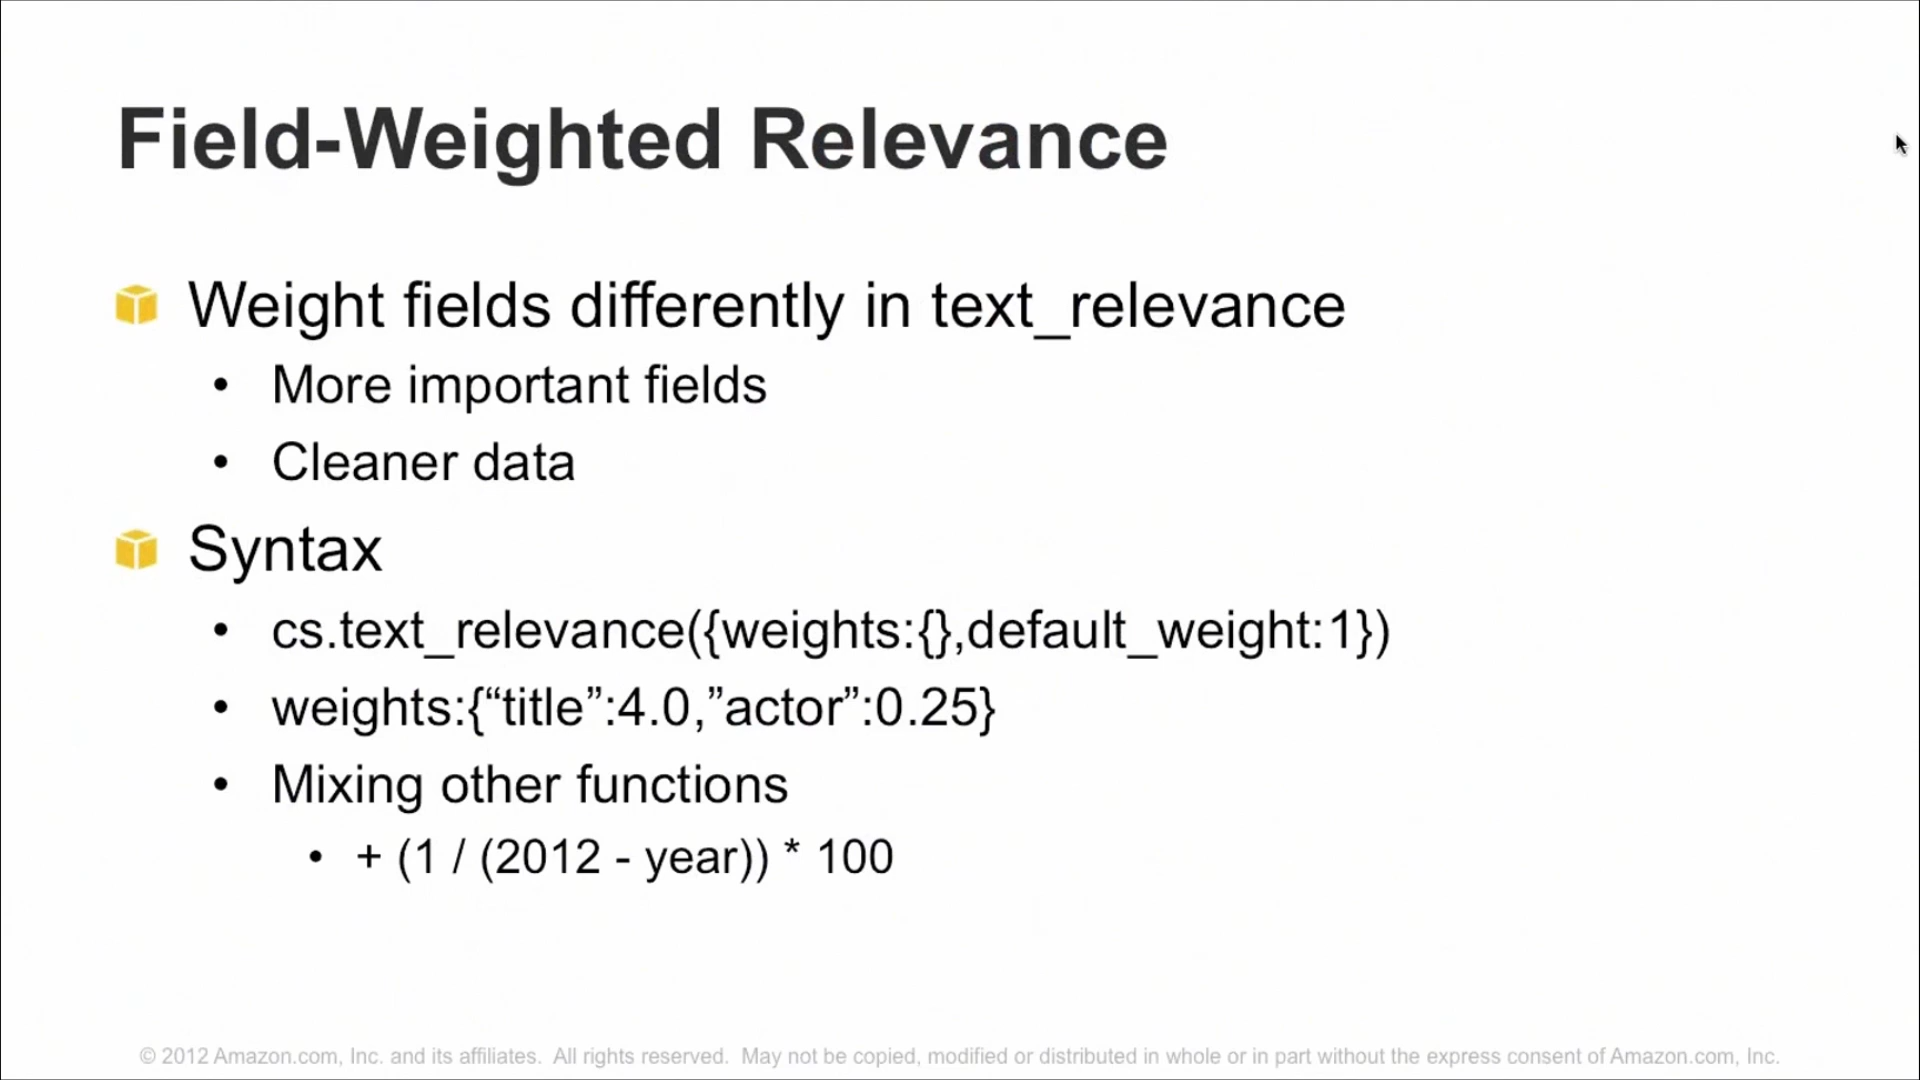 Field-Weighted Relevance
Weight fields differently in text_relevance
• More important fields
• Cleaner data
Syntax
• cs.text_relevance({weights:{},default_weight:1})
• weights:{“title”:4.0,”actor”:0.25}
• Mixing other functions
• + (1 / (2012 - year)) * 100
© 2012 Amazon.com, Inc. and its affiliates. All rights reserved. May not be copied, modified or distributed in whole or in part without the express consent of Amazon.com, Inc.